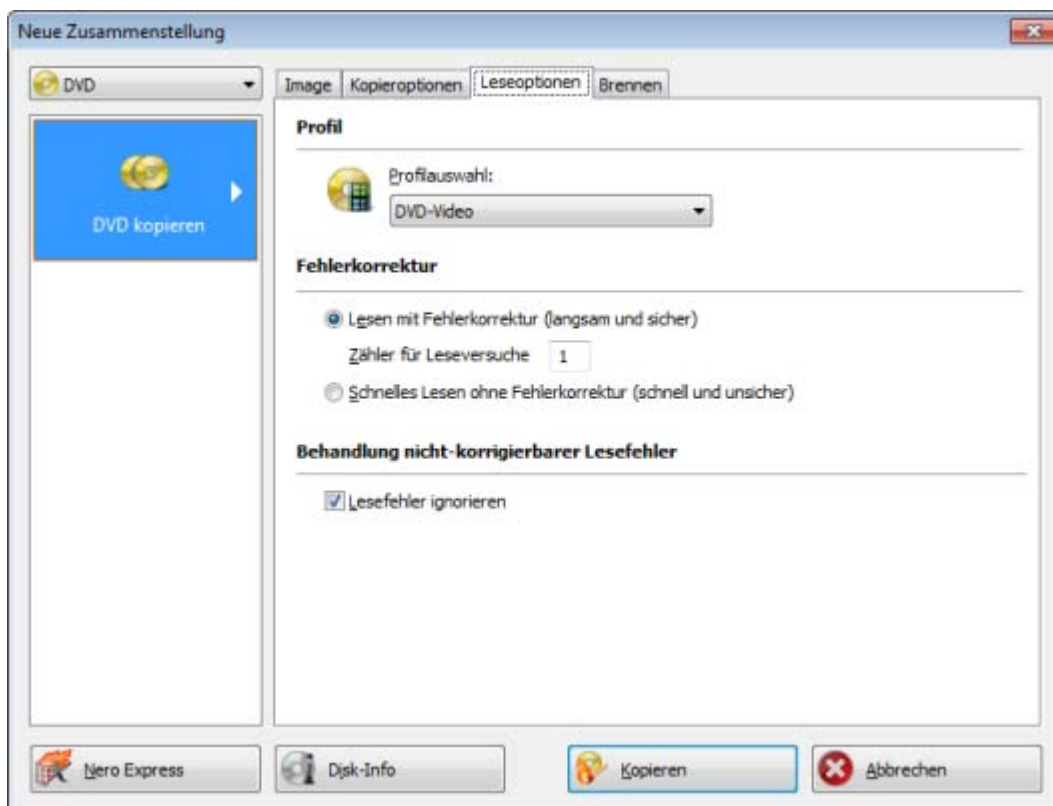 Neue Zusammenstellung
DVD
Image Kopieroptionen Leseoptionen Brennen
DVD kopieren
Profil
Profilauswahl:
DVD-Video
Fehlerkorrektur
Lesen mit Fehlerkorrektur (langsam und sicher)
Zähler für Leseversuche 1
Schnelles Lesen ohne Fehlerkorrektur (schnell und unsicher)
Behandlung nicht-korrigierbarer Lesefehler
Lesefehler ignorieren
Nero Express Disk-Info Kopieren Abbrechen